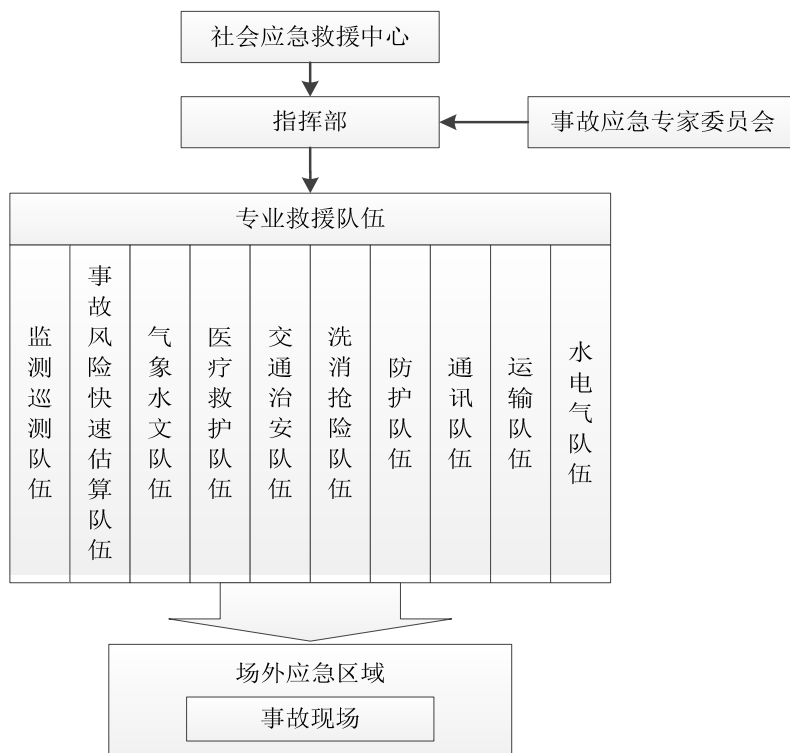 社会应急救援中心
指挥部
事故应急专家委员会
专业救援队伍
监测巡测队伍
事故风险快速估算队伍
气象水文队伍
医疗救护队伍
交通治安队伍
洗消抢险队伍
防护队伍
通讯队伍
运输队伍
水电气队伍
场外应急区域
事故现场